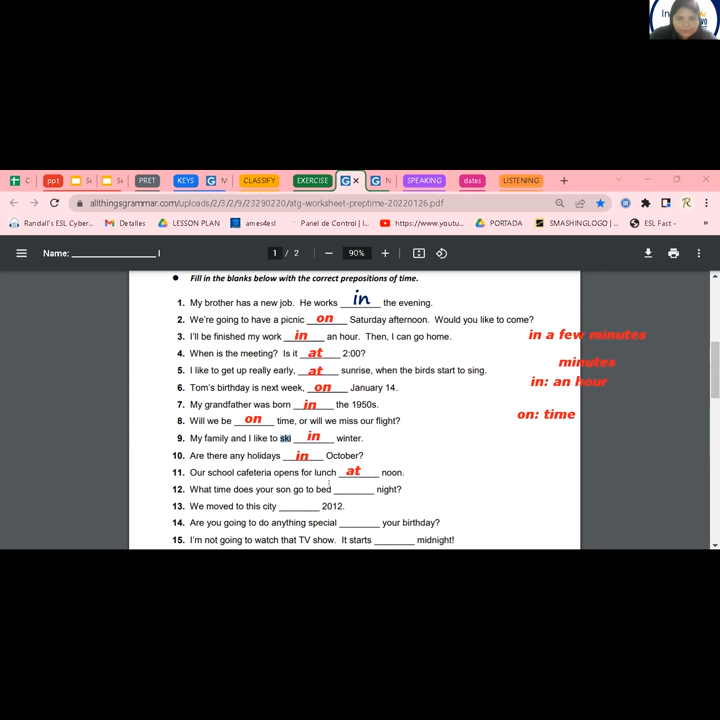 In
VO
C
ppt
Se
Se
PRET
KEYS
M
CLASSIFY
EXERCISE
N
SPEAKING
dates
LISTENING
allthingsgrammar.com/uploads/2/3/2/9/23290220/atg-worksheet-preptime-20220126.pdf
Randall's ESL Cyber...
Detalles
LESSON PLAN
ames4esl
Panel de Control | I...
https://www.youtu...
PORTADA
SMASHINGLOGO | ...
ESL Fast -
»
Name: ______________ I
1 / 2
90%
● Fill in the blanks below with the correct prepositions of time.
1. My brother has a new job. He works in the evening.
2. We're going to have a picnic on Saturday afternoon. Would you like to come?
3. I'll be finished my work in an hour. Then, I can go home.
in a few minutes
4. When is the meeting? Is it at 2:00?
minutes
5. I like to get up really early, at sunrise, when the birds start to sing.
in: an hour
6. Tom's birthday is next week, on January 14.
7. My grandfather was born in the 1950s.
on: time
8. Will we be on time, or will we miss our flight?
9. My family and I like to ski in winter.
10. Are there any holidays in October?
11. Our school cafeteria opens for lunch at noon.
12. What time does your son go to bed ________ night?
13. We moved to this city ________ 2012.
14. Are you going to do anything special ________ your birthday?
15. I'm not going to watch that TV show. It starts ________ midnight!